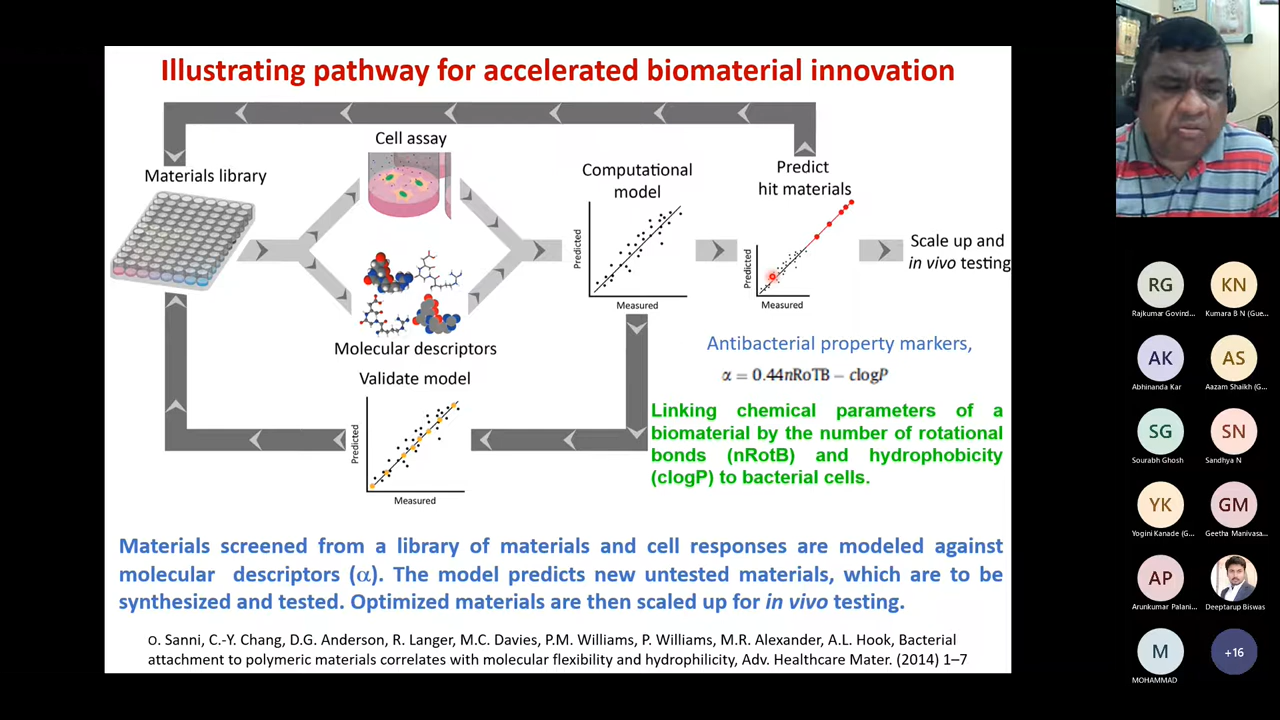 Illustrating pathway for accelerated biomaterial innovation
Cell assay
Materials library
Computational
model
Predict
hit materials
Predicted
Measured
Predicted
Measured
Scale up and
in vivo testing
Molecular descriptors
Validate model
Predicted
Measured
Antibacterial property markers,
α = 0.44nRoTB − clogP
Linking chemical parameters of a
biomaterial by the number of rotational
bonds (nRotB) and hydrophobicity
(clogP) to bacterial cells.
Materials screened from a library of materials and cell responses are modeled against
molecular descriptors (α). The model predicts new untested materials, which are to be
synthesized and tested. Optimized materials are then scaled up for in vivo testing.
O. Sanni, C.-Y. Chang, D.G. Anderson, R. Langer, M.C. Davies, P.M. Williams, P. Williams, M.R. Alexander, A.L. Hook, Bacterial
attachment to polymeric materials correlates with molecular flexibility and hydrophilicity, Adv. Healthcare Mater. (2014) 1–7
RG
KN
Rajkumar Govind...
Kumara B N (Gue...
AK
AS
Abhinanda Kar
Aazam Shaikh (G...
SG
SN
Sourabh Ghosh
Sandhya N
YK
GM
Yogini Kanade (G...
Geetha Manivasa...
AP
Arunkumar Palani...
Deeptarup Biswas
M
+16
MOHAMMAD